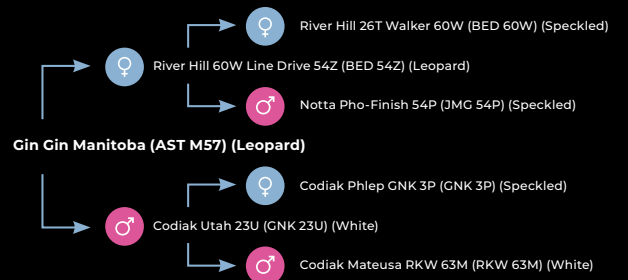 River Hill 26T Walker 60W (BED 60W) (Speckled)
River Hill 60W Line Drive 54Z (BED 54Z) (Leopard)
Notta Pho-Finish 54P (JMG 54P) (Speckled)
Gin Gin Manitoba (AST M57) (Leopard)
Codiak Phlep GNK 3P (GNK 3P) (Speckled)
Codiak Utah 23U (GNK 23U) (White)
Codiak Mateusa RKW 63M (RKW 63M) (White)